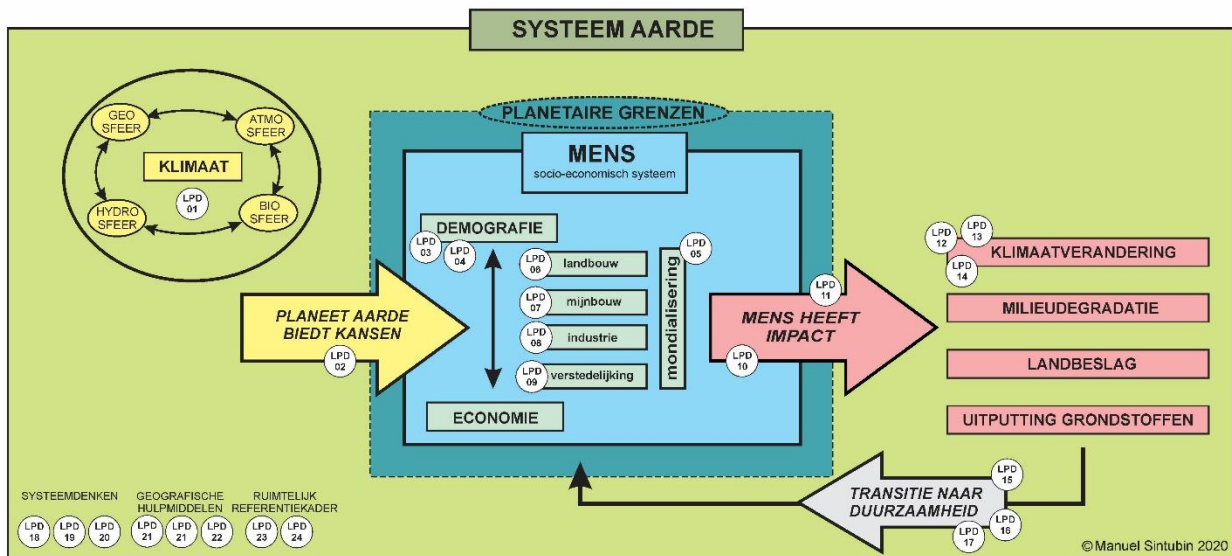 SYSTEEM AARDE
GEO
SFEER
ATMO
SFEER
KLIMAAT
LPD
01
HYDRO
SFEER
BIO
SFEER
PLANETAIRE GRENZEN
MENS
socio-economisch systeem
DEMOGRAFIE
LPD
03
LPD
04
LPD
05
LPD
06
landbouw
LPD
07
mijnbouw
LPD
08
industrie
LPD
09
verstedelijking
mondialisering
ECONOMIE
PLANEET AARDE
BIEDT KANSEN
LPD
02
LPD
11
MENS HEEFT
IMPACT
LPD
10
LPD
12
LPD
13
KLIMAATVERANDERING
LPD
14
MILIEUDEGRADATIE
LANDBESLAG
UITPUTTING GRONDSTOFFEN
LPD
15
TRANSITIE NAAR
DUURZAAMHEID
LPD
16
LPD
17
SYSTEEMDENKEN
LPD
18
LPD
19
LPD
20
GEOGRAFISCHE
HULPMIDDELEN
LPD
21
LPD
21
LPD
22
RUIMTELIJK
REFERENTIEKADER
LPD
23
LPD
24
©Manuel Sintubin 2020